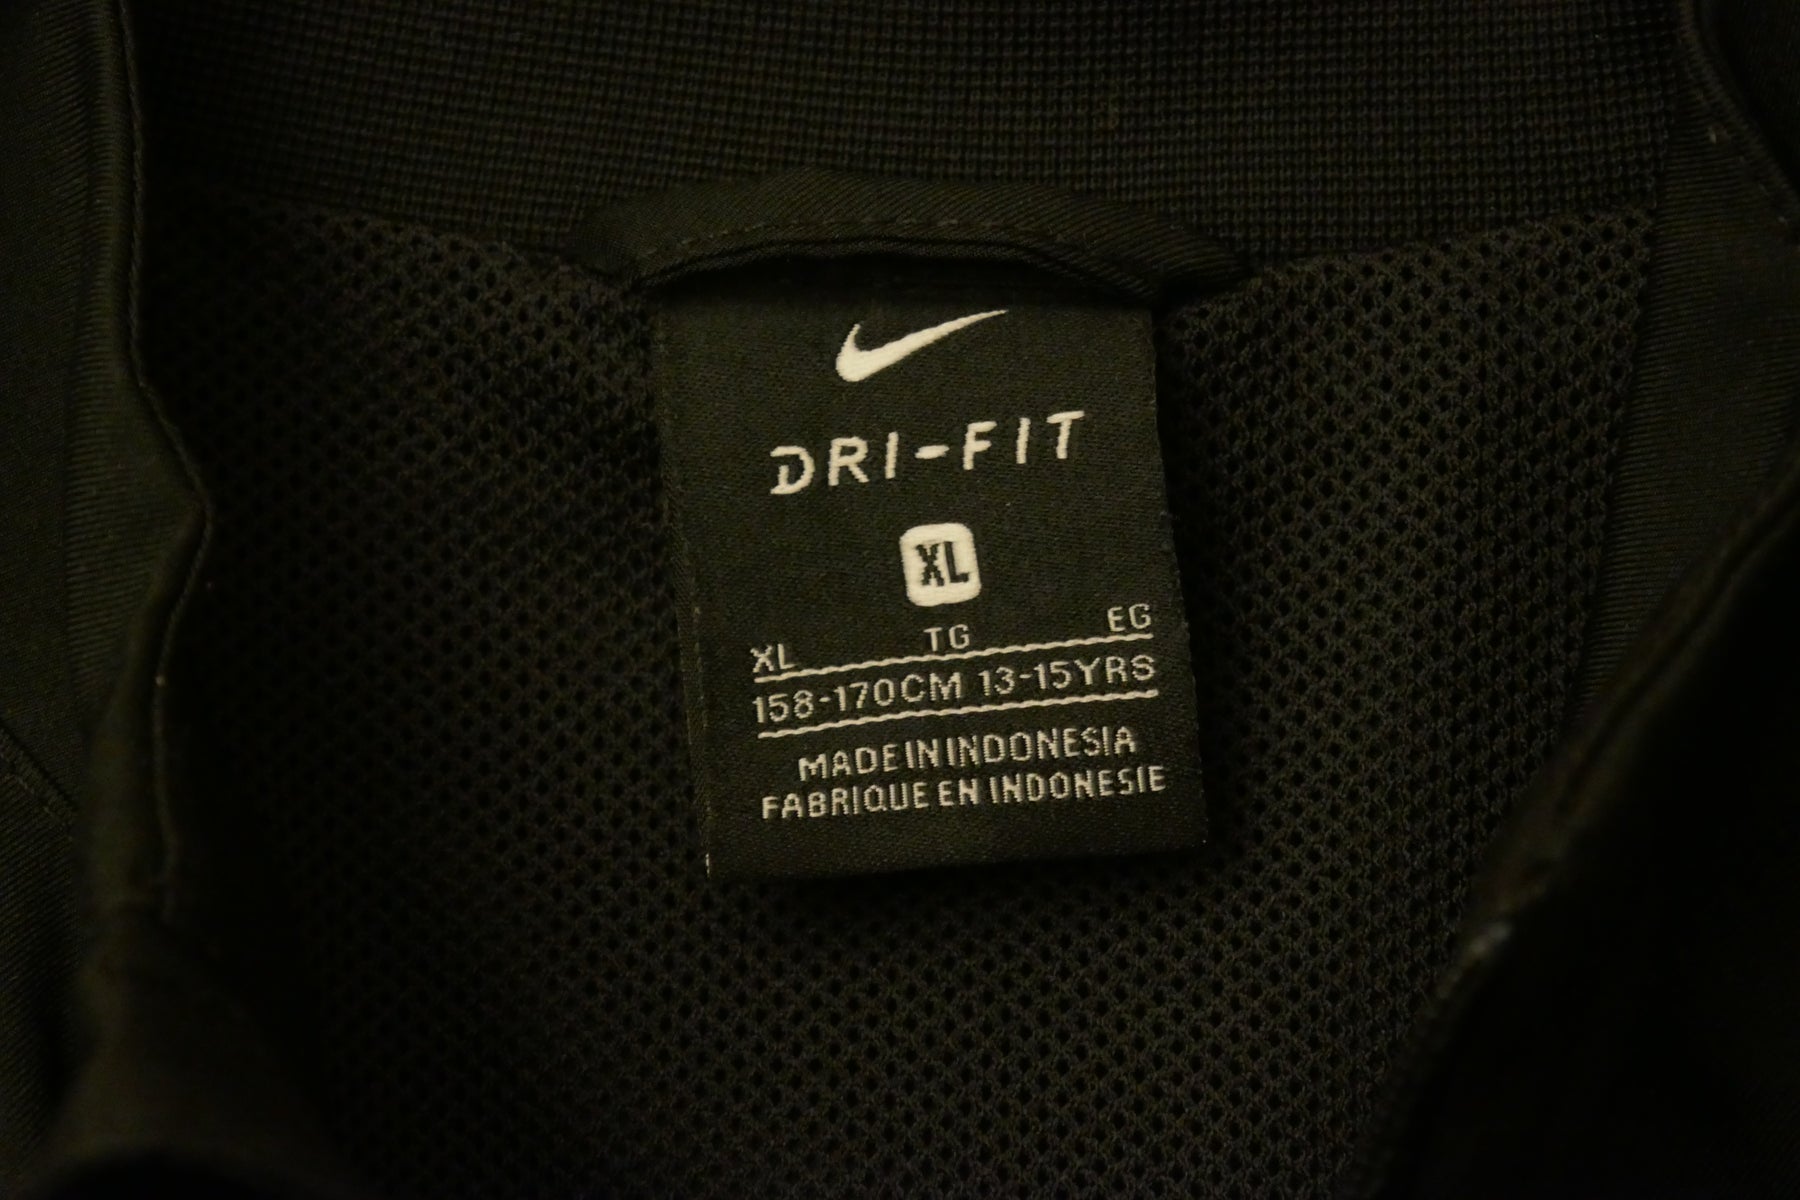 DRI-FIT
XL
XL TG EG
158-170CM 13-15YRS
MADE IN INDONESIA
FABRIQUE EN INDONESIE